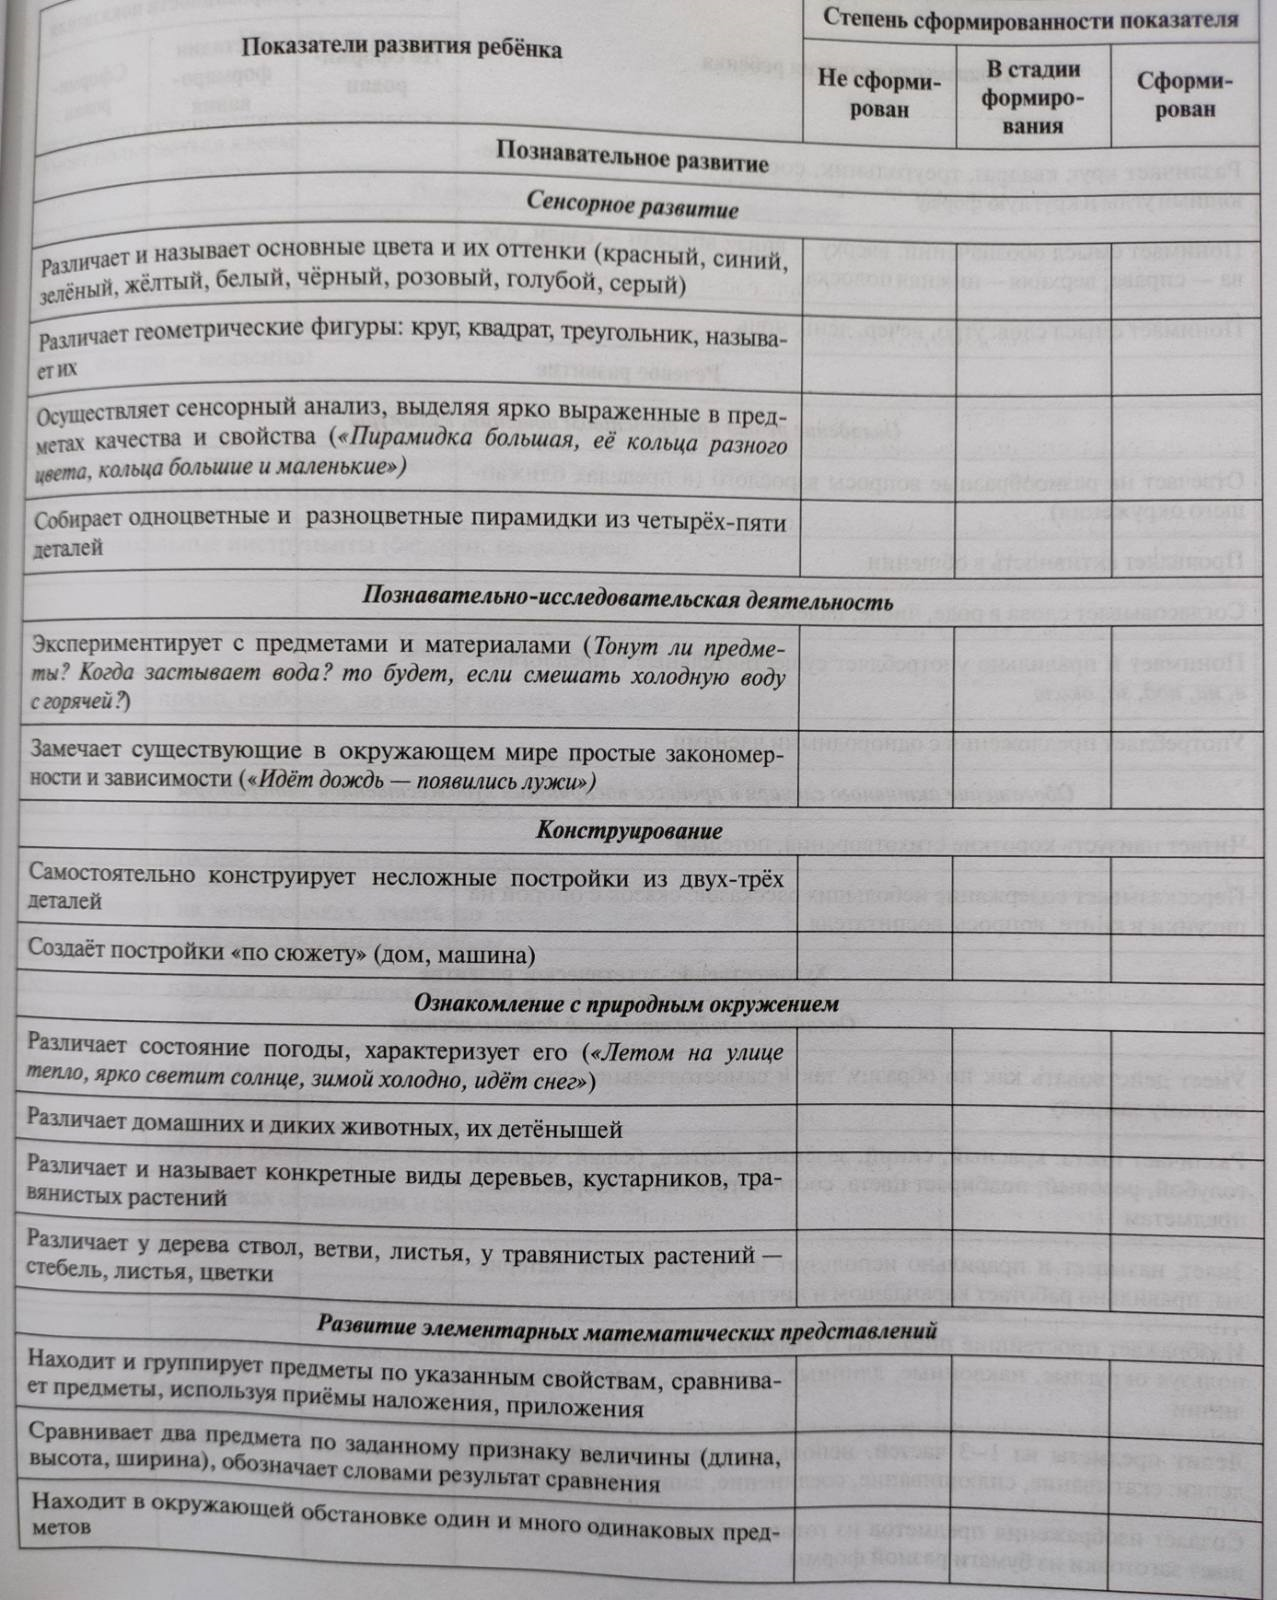 Показатели развития ребёнка
Степень сформированности показателя
Не сформи-
рован
В стадии
формиро-
вания
Сформи-
рован
Познавательное развитие
Сенсорное развитие
Различает и называет основные цвета и их оттенки (красный, синий,
зелёный, жёлтый, белый, чёрный, розовый, голубой, серый)
Различает геометрические фигуры: круг, квадрат, треугольник, называ-
ет их
Осуществляет сенсорный анализ, выделяя ярко выраженные в пред-
метах качества и свойства («Пирамидка большая, её кольца разного
цвета, кольца большие и маленькие»)
Собирает одноцветные и разноцветные пирамидки из четырёх-пяти
деталей
Познавательно-исследовательская деятельность
Экспериментирует с предметами и материалами (Тонут ли предме-
ты? Когда застывает вода? то будет, если смешать холодную воду
с горячей?)
Замечает существующие в окружающем мире простые закономер-
ности и зависимости («Идёт дождь — появились лужи»)
Конструирование
Самостоятельно конструирует несложные постройки из двух-трёх
деталей
Создаёт постройки «по сюжету» (дом, машина)
Ознакомление с природным окружением
Различает состояние погоды, характеризует его («Летом на улице
тепло, ярко светит солнце, зимой холодно, идёт снег»)
Различает домашних и диких животных, их детёнышей
Различает и называет конкретные виды деревьев, кустарников, тра-
вянистых растений
Различает у дерева ствол, ветви, листья, у травянистых растений —
стебель, листья, цветки
Развитие элементарных математических представлений
Находит и группирует предметы по указанным свойствам, сравнива-
ет предметы, используя приёмы наложения, приложения
Сравнивает два предмета по заданному признаку величины (длина,
высота, ширина), обозначает словами результат сравнения
Находит в окружающей обстановке один и много одинаковых пред-
метов